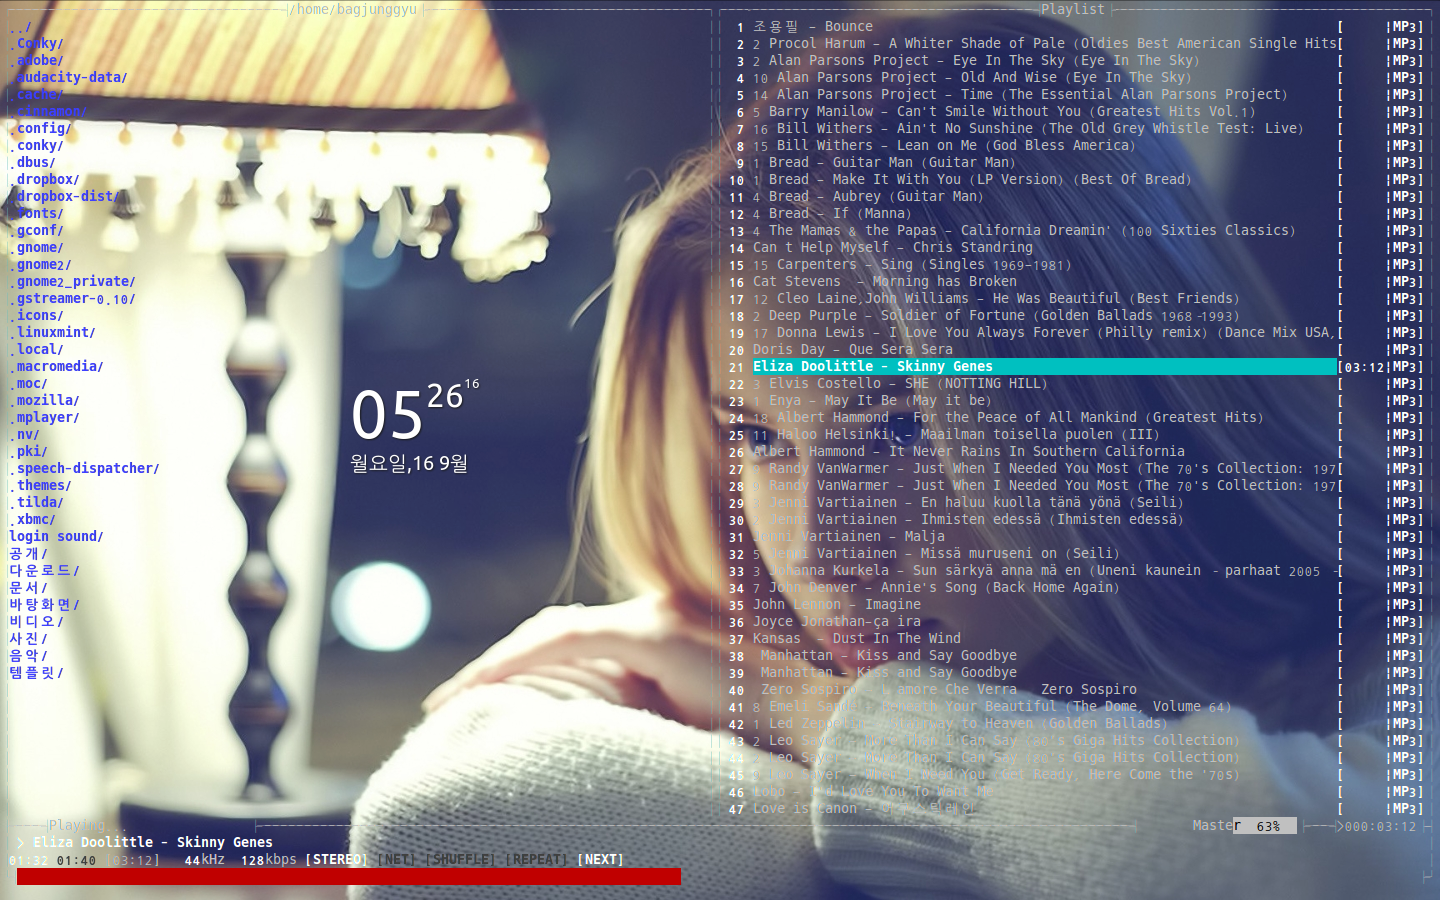 /home/bagjunggyu
../
.Conky/
.adobe/
.audacity-data/
.cache/
.cinnamon/
.config/
.conky/
.dbus/
.dropbox/
.dropbox-dist/
.fonts/
.gconf/
.gnome/
.gnome2/
.gnome2_private/
.gstreamer-0.10/
.icons/
.linuxmint/
.local/
.macromedia/
.moc/
.mozilla/
.mplayer/
.nv/
.pki/
.speech-dispatcher/
.themes/
.tilda/
.xbmc/
login sound/
공개/
다운로드/
문서/
바탕화면/
비디오/
사진/
음악/
템플릿/
05 26 16
월요일,16 9월
Playlist
1 조용필 - Bounce [ |MP3]
2 2 Procol Harum - A Whiter Shade of Pale (Oldies Best American Single Hits[ |MP3]
3 2 Alan Parsons Project - Eye In The Sky (Eye In The Sky) [ |MP3]
4 10 Alan Parsons Project - Old And Wise (Eye In The Sky) [ |MP3]
5 14 Alan Parsons Project - Time (The Essential Alan Parsons Project) [ |MP3]
6 5 Barry Manilow - Can't Smile Without You (Greatest Hits Vol.1) [ |MP3]
7 16 Bill Withers - Ain't No Sunshine (The Old Grey Whistle Test: Live) [ |MP3]
8 15 Bill Withers - Lean on Me (God Bless America) [ |MP3]
9 1 Bread - Guitar Man (Guitar Man) [ |MP3]
10 1 Bread - Make It With You (LP Version) (Best Of Bread) [ |MP3]
11 4 Bread - Aubrey (Guitar Man) [ |MP3]
12 4 Bread - If (Manna) [ |MP3]
13 4 The Mamas & the Papas - California Dreamin' (100 Sixties Classics) [ |MP3]
14 Can t Help Myself - Chris Standring [ |MP3]
15 15 Carpenters - Sing (Singles 1969-1981) [ |MP3]
16 Cat Stevens - Morning has Broken [ |MP3]
17 12 Cleo Laine,John Williams - He Was Beautiful (Best Friends) [ |MP3]
18 2 Deep Purple - Soldier of Fortune (Golden Ballads 1968-1993) [ |MP3]
19 17 Donna Lewis - I Love You Always Forever (Philly remix) (Dance Mix USA,[ |MP3]
20 Doris Day - Que Sera Sera [ |MP3]
21 Eliza Doolittle - Skinny Genes [03:12|MP3]
22 3 Elvis Costello - SHE (NOTTING HILL) [ |MP3]
23 1 Enya - May It Be (May it be) [ |MP3]
24 18 Albert Hammond - For the Peace of All Mankind (Greatest Hits) [ |MP3]
25 11 Haloo Helsinki! - Maailman toisella puolen (III) [ |MP3]
26 Albert Hammond - It Never Rains In Southern California [ |MP3]
27 Randy VanWarmer - Just When I Needed You Most (The 70's Collection: 197[ |MP3]
28 Randy VanWarmer - Just When I Needed You Most (The 70's Collection: 197[ |MP3]
29 Jenni Vartiainen - En haluu kuolla tänä yönä (Seili) [ |MP3]
30 Jenni Vartiainen - Ihmisten edessä (Ihmisten edessä) [ |MP3]
31 Jenni Vartiainen - Malja [ |MP3]
32 5 Jenni Vartiainen - Missä muruseni on (Seili) [ |MP3]
33 3 Johanna Kurkela - Sun särkyä anna mä en (Uneni kaunein - parhaat 2005 -[ |MP3]
34 7 John Denver - Annie's Song (Back Home Again) [ |MP3]
35 John Lennon - Imagine [ |MP3]
36 Joyce Jonathan-ça ira [ |MP3]
37 Kansas - Dust In The Wind [ |MP3]
38 Manhattan - Kiss and Say Goodbye [ |MP3]
39 Manhattan - Kiss and Say Goodbye [ |MP3]
40 Zero Sospiro - L amore Che Verra Zero Sospiro [ |MP3]
41 8 Emeli Sandé - Beneath Your Beautiful (The Dome, Volume 64) [ |MP3]
42 1 Led Zeppelin - Stairway to Heaven (Golden Ballads) [ |MP3]
43 2 Leo Sayer - More Than I Can Say (80's Giga Hits Collection) [ |MP3]
44 Leo Sayer - More Than I Can Say (80's Giga Hits Collection) [ |MP3]
45 Leo Sayer - When I Need You (Get Ready, Here Come the '70s) [ |MP3]
46 Lobo - I d Love You To Want Me [ |MP3]
47 Love is Canon - [ |MP3]
Playing...
Master 63% >000:03:12
> Eliza Doolittle - Skinny Genes
01:32 01:40 [03:12] 44kHz 128kbps [STEREO] [NET] [SHUFFLE] [REPEAT] [NEXT]